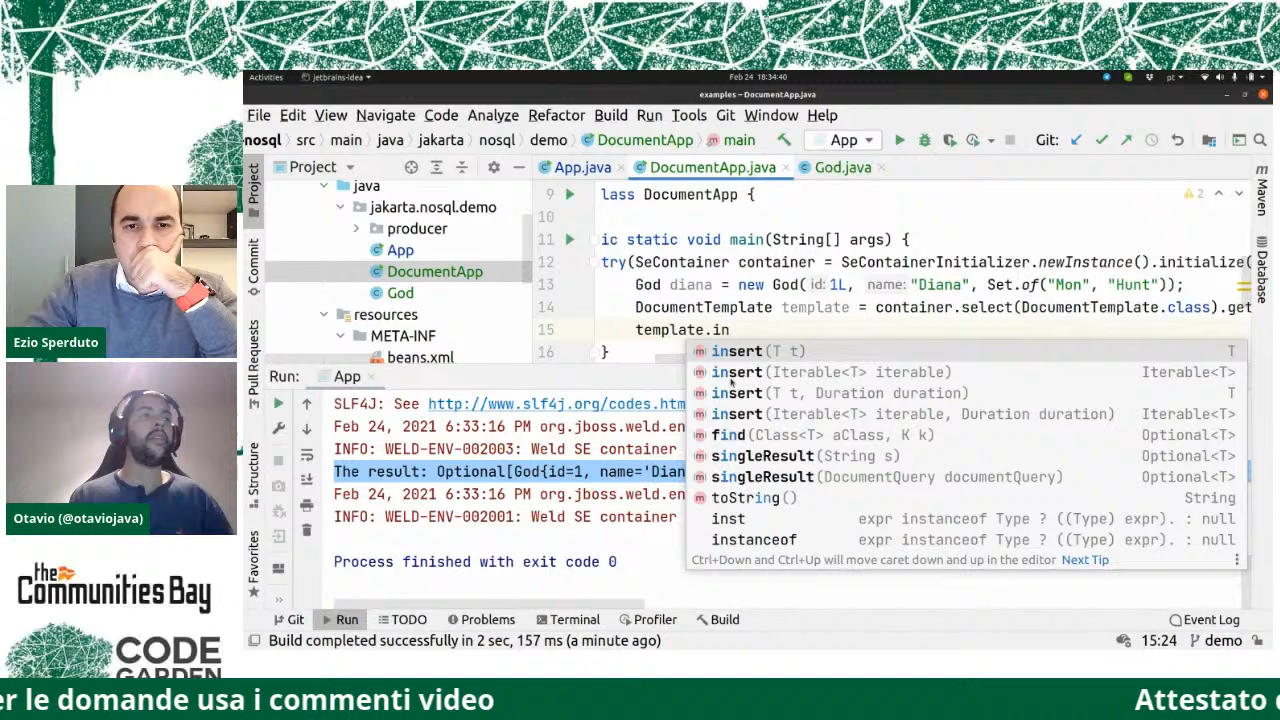 Activities jetbrains-idea Feb 24 18:34:40 pt
examples – DocumentApp.java
File Edit View Navigate Code Analyze Refactor Build Run Tools Git Window Help
nosql src main java jakarta nosql demo DocumentApp main App Git:
Project
App.java DocumentApp.java God.java
java
jakarta.nosql.demo
producer
App
DocumentApp
God
resources
META-INF
beans.xml
9 lass DocumentApp { 2
10
11 ic static void main(String[] args) {
12 try(SeContainer container = SeContainerInitializer.newInstance().initialize(
13 God diana = new God( id: 1L, name: "Diana", Set.of("Mon", "Hunt"));
14 DocumentTemplate template = container.select(DocumentTemplate.class).get
15 template.in
16 }
insert(T t) T
insert(Iterable<T> iterable) Iterable<T>
insert(T t, Duration duration) T
insert(Iterable<T> iterable, Duration duration) Iterable<T>
find(Class<T> aClass, K k) Optional<T>
singleResult(String s) Optional<T>
singleResult(DocumentQuery documentQuery) Optional<T>
toString() String
inst expr instanceof Type ? ((Type) expr). : null
instanceof expr instanceof Type ? ((Type) expr). : null
Ctrl+Down and Ctrl+Up will move caret down and up in the editor Next Tip
Run: App
SLF4J: See http://www.slf4j.org/codes.htm
Feb 24, 2021 6:33:16 PM org.jboss.weld.en
INFO: WELD-ENV-002003: Weld SE container
The result: Optional[God{id=1, name='Dian
Feb 24, 2021 6:33:16 PM org.jboss.weld.en
INFO: WELD-ENV-002001: Weld SE container
Process finished with exit code 0
Project
Commit
Pull Requests
Structure
Favorites
Maven
Database
Git Run TODO Problems Terminal Profiler Build Event Log
Build completed successfully in 2 sec, 157 ms (a minute ago) 15:24 demo
Ezio Sperduto
Otavio (@otaviojava)
the
Communities Bay
CODE
GARDEN
er le domande usa i commenti video
Attestato